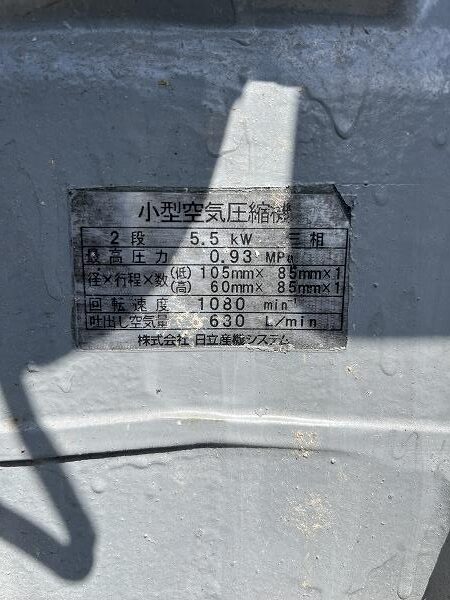 小型空気圧縮機
2段 5.5 kW 三相
最高圧力 0.93 MPa
径×行程×数 (低) 105mm× 85mm×1
(高) 60mm× 85mm×1
回転速度 1080 min⁻¹
吐出し空気量 630 L/min
株式会社 日立産機システム